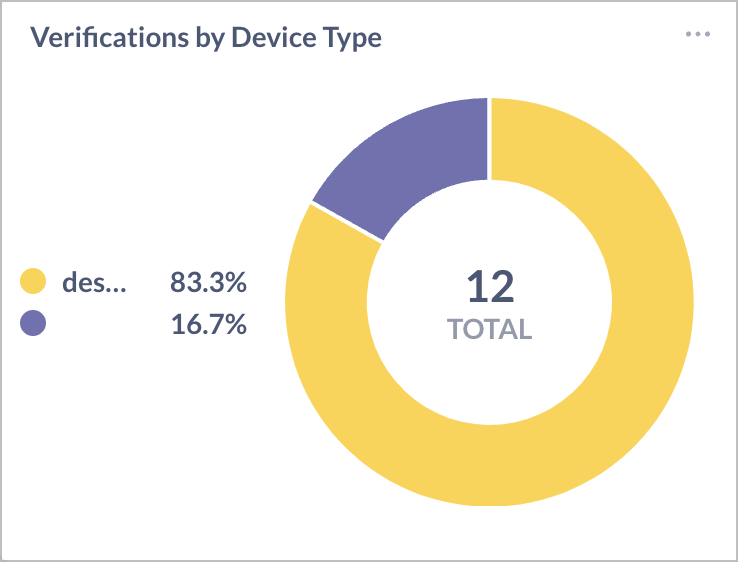 Verifications by Device Type
des... 83.3%
16.7%
12
TOTAL